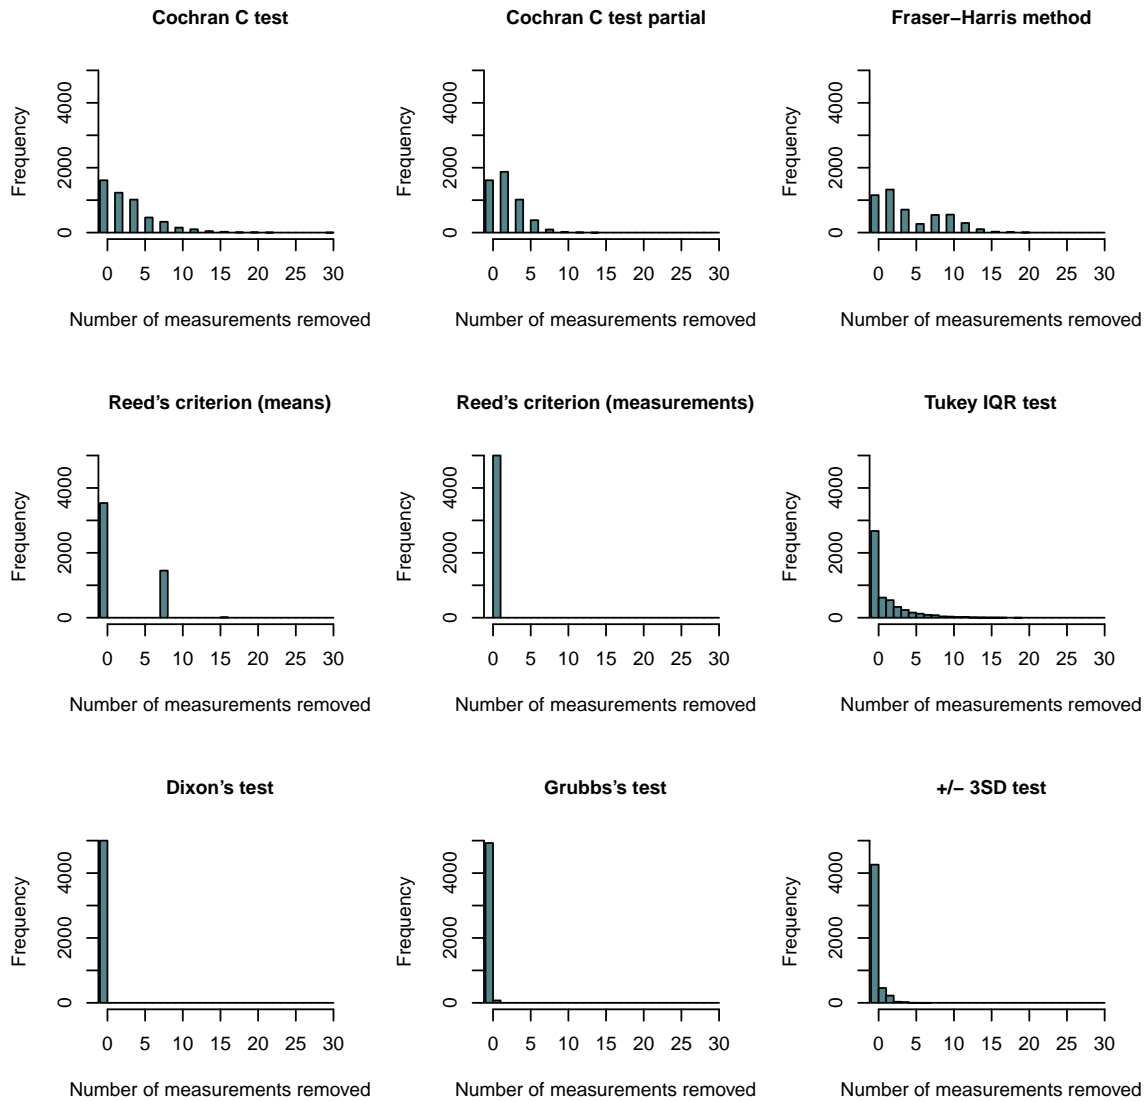 Cochran C test
Frequency
0 2000 4000
0 5 10 15 20 25 30
Number of measurements removed
Cochran C test partial
Frequency
0 2000 4000
0 5 10 15 20 25 30
Number of measurements removed
Fraser−Harris method
Frequency
0 2000 4000
0 5 10 15 20 25 30
Number of measurements removed
Reed’s criterion (means)
Frequency
0 2000 4000
0 5 10 15 20 25 30
Number of measurements removed
Reed’s criterion (measurements)
Frequency
0 2000 4000
0 5 10 15 20 25 30
Number of measurements removed
Tukey IQR test
Frequency
0 2000 4000
0 5 10 15 20 25 30
Number of measurements removed
Dixon’s test
Frequency
0 2000 4000
0 5 10 15 20 25 30
Number of measurements removed
Grubbs’s test
Frequency
0 2000 4000
0 5 10 15 20 25 30
Number of measurements removed
+/− 3SD test
Frequency
0 2000 4000
0 5 10 15 20 25 30
Number of measurements removed